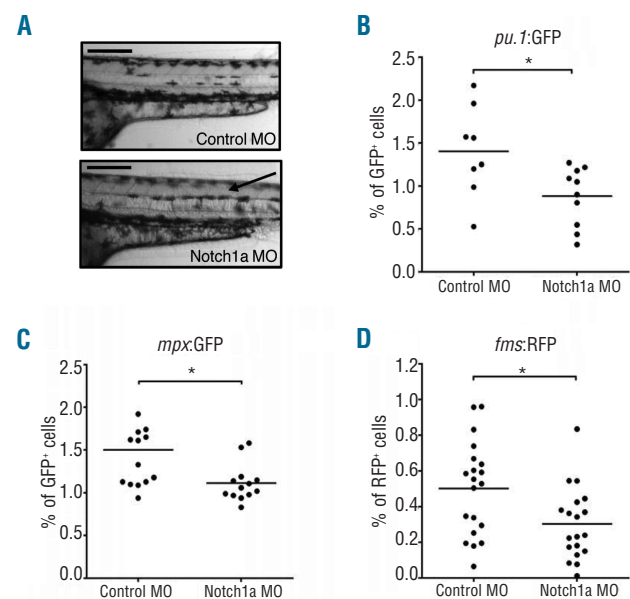 A
Control MO
Notch1a MO
B
pu.1:GFP
*
% of GFP⁺ cells
2.5
2.0
1.5
1.0
0.5
0.0
Control MO
Notch1a MO
C
mpx:GFP
*
% of GFP⁺ cells
2.5
2.0
1.5
1.0
0.5
0.0
Control MO
Notch1a MO
D
fms:RFP
*
% of RFP⁺ cells
1.2
1.0
0.8
0.6
0.4
0.2
0.0
Control MO
Notch1a MO